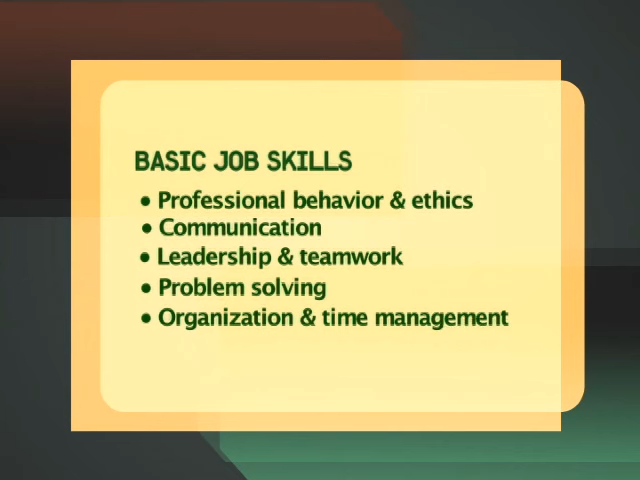 BASIC JOB SKILLS
• Professional behavior & ethics
• Communication
• Leadership & teamwork
• Problem solving
• Organization & time management